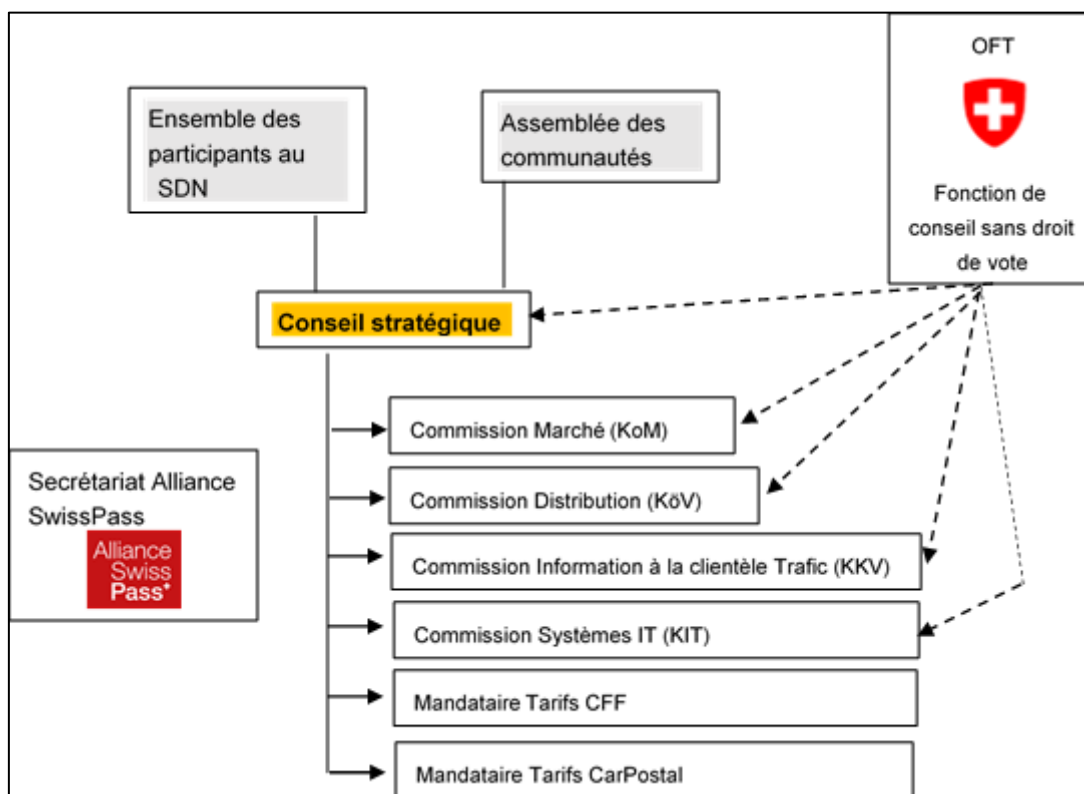 OFT
Fonction de
conseil sans droit
de vote
Ensemble des
participants au
SDN
Assemblée des
communautés
Conseil stratégique
Commission Marché (KoM)
Commission Distribution (KöV)
Commission Information à la clientèle Trafic (KKV)
Commission Systèmes IT (KIT)
Mandataire Tarifs CFF
Mandataire Tarifs CarPostal
Secrétariat Alliance
SwissPass
Alliance
Swiss
Pass+